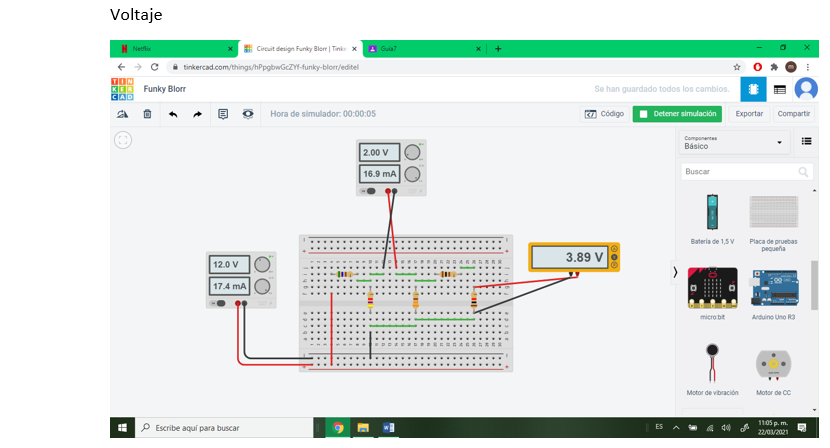 Voltaje
Netflix
Circuit design Funky Blorr | Tinke
Guia7
tinkercad.com/things/hPpgbwGcZYf-funky-blorr/editel
TIN
KER
CAD
Funky Blorr
Se han guardado todos los cambios.
Hora de simulador: 00:00:05
Código
Detener simulación
Exportar
Compartir
Componentes
Básico
Buscar
2.00 V
16.9 mA
12.0 V
17.4 mA
3.89 V
Batería de 1,5 V
Placa de pruebas
pequeña
micro:bit
Arduino Uno R3
Motor de vibración
Motor de CC
Escribe aquí para buscar
ES
11:05 p. m.
22/03/2021